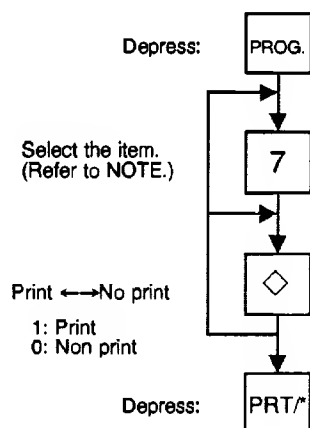 Depress: PROG.
Select the item.
(Refer to NOTE.)
7
◇
Print ←→ No print
1: Print
0: Non print
Depress: PRT/*